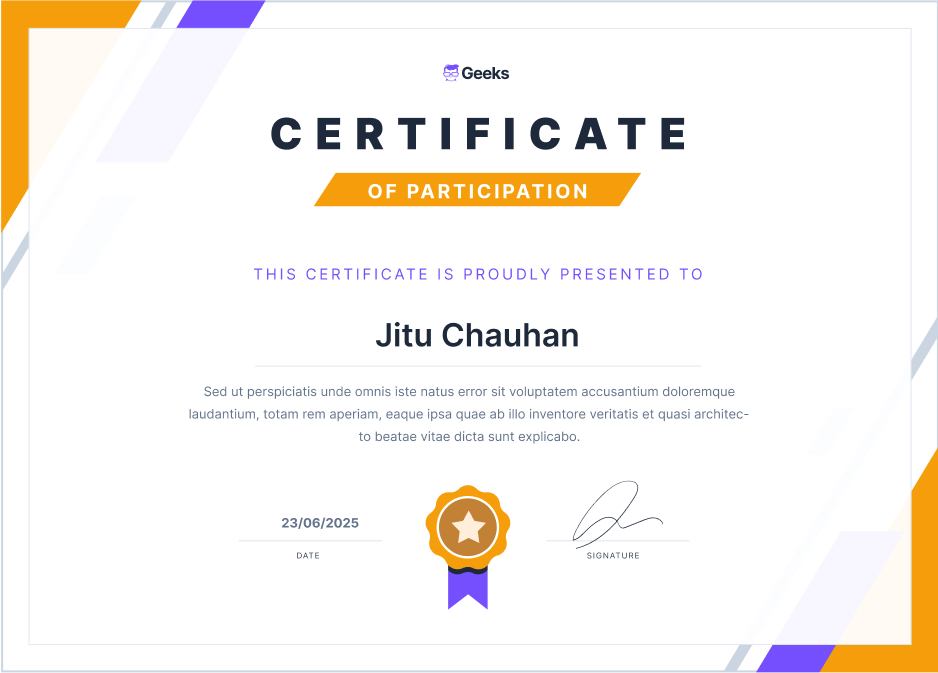 Geeks
CERTIFICATE
OF PARTICIPATION
THIS CERTIFICATE IS PROUDLY PRESENTED TO
Jitu Chauhan
Sed ut perspiciatis unde omnis iste natus error sit voluptatem accusantium doloremque
laudantium, totam rem aperiam, eaque ipsa quae ab illo inventore veritatis et quasi architec-
to beatae vitae dicta sunt explicabo.
23/06/2025
DATE
SIGNATURE